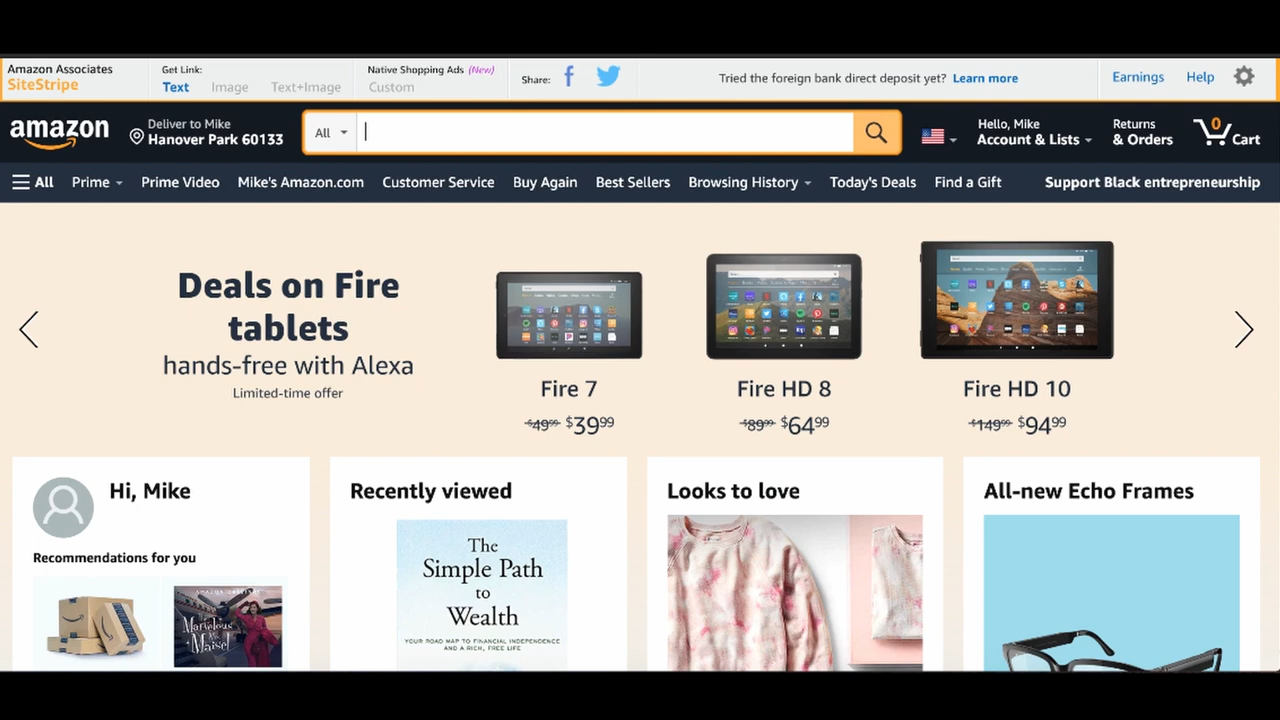 Amazon Associates
SiteStripe
Get Link:
Text Image Text+Image
Native Shopping Ads (New)
Custom
Share:
Tried the foreign bank direct deposit yet? Learn more
Earnings Help
amazon
Deliver to Mike
Hanover Park 60133
All
Hello, Mike
Account & Lists
Returns
& Orders
0
Cart
All Prime Prime Video Mike's Amazon.com Customer Service Buy Again Best Sellers Browsing History Today's Deals Find a Gift Support Black entrepreneurship
Deals on Fire
tablets
hands-free with Alexa
Limited-time offer
Fire 7
$49.99 $39.99
Fire HD 8
$89.99 $64.99
Fire HD 10
$149.99 $94.99
Hi, Mike
Recommendations for you
Marvelous
Mrs. Maisel
Recently viewed
The
Simple Path
to
Wealth
YOUR ROAD MAP TO FINANCIAL INDEPENDENCE
AND A RICH, FREE LIFE
Looks to love
All-new Echo Frames